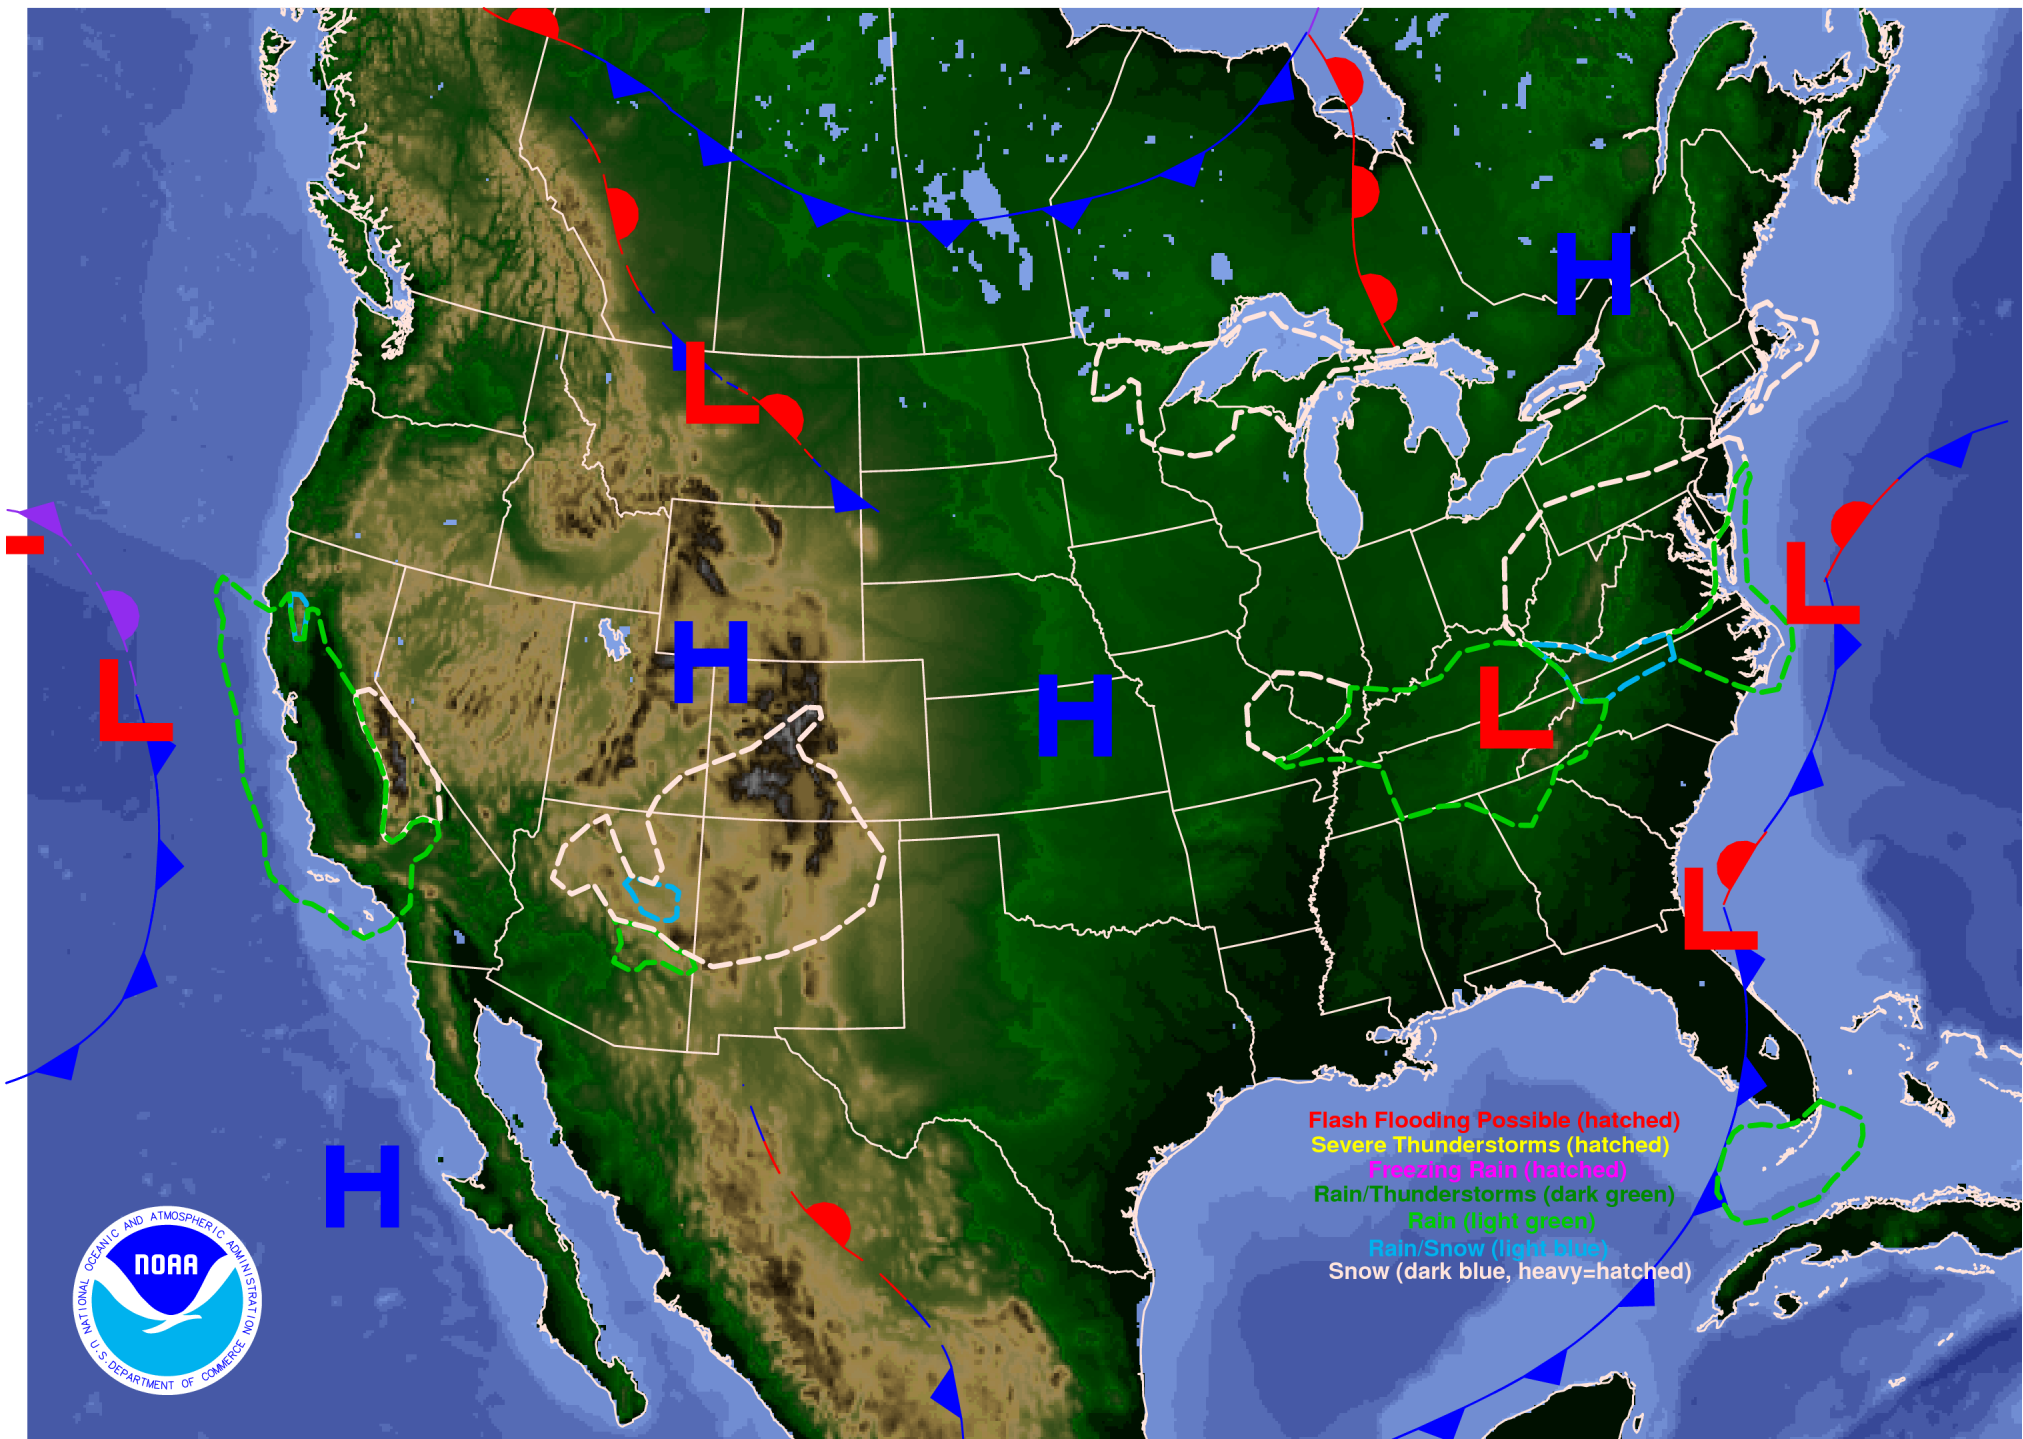 H
L
L
H
H
L
L
L
L
H
Flash Flooding Possible (hatched)
Severe Thunderstorms (hatched)
Freezing Rain (hatched)
Rain/Thunderstorms (dark green)
Rain (light green)
Rain/Snow (light blue)
Snow (dark blue, heavy=hatched)
NATIONAL OCEANIC AND ATMOSPHERIC ADMINISTRATION
NOAA
U.S. DEPARTMENT OF COMMERCE